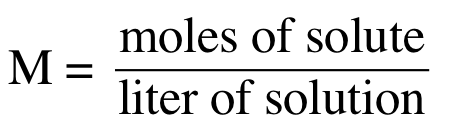 M = moles of solute
liter of solution